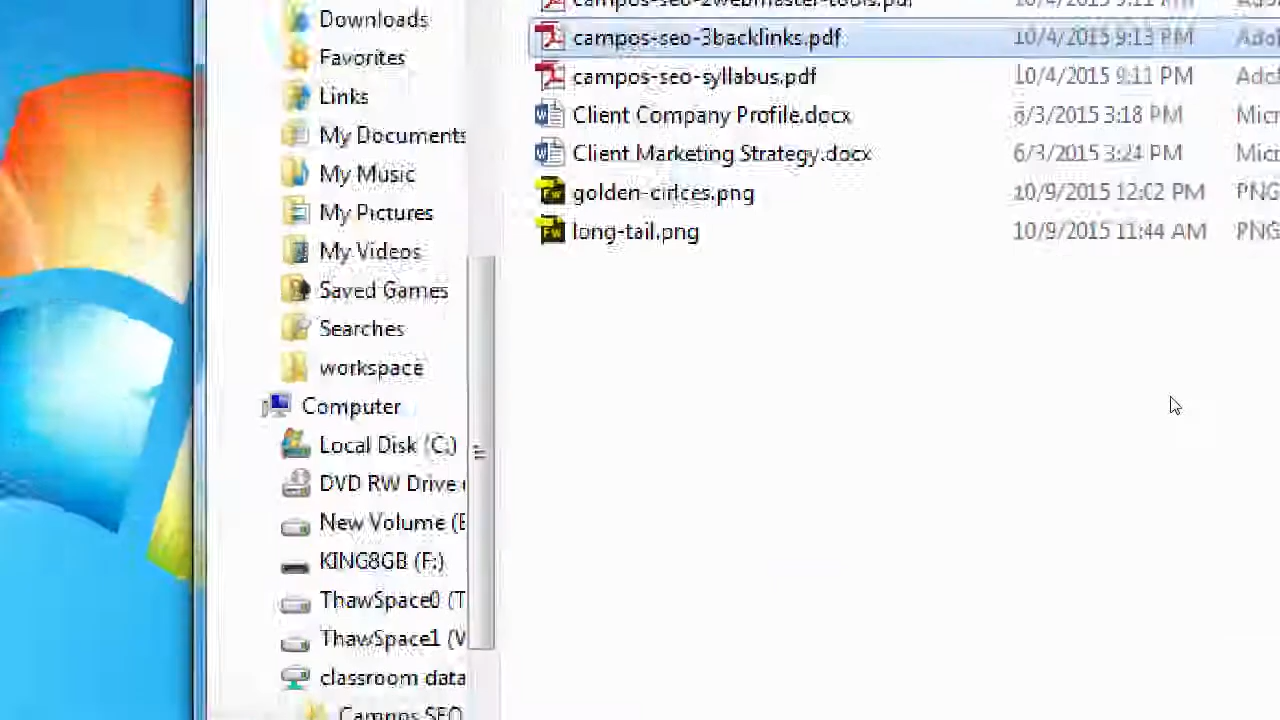 Downloads
Favorites
Links
My Documents
My Music
My Pictures
My Videos
Saved Games
Searches
workspace
Computer
Local Disk (C:)
DVD RW Drive
New Volume (E
KING8GB (F:)
ThawSpace0 (T
ThawSpace1 (V
classroom data
Campos SEO
campos-seo-2webmaster-tools.pdf 10/4/2015 9:11 PM
campos-seo-3backlinks.pdf 10/4/2015 9:13 PM Ado
campos-seo-syllabus.pdf 10/4/2015 9:11 PM Ado
Client Company Profile.docx 6/3/2015 3:18 PM Micr
Client Marketing Strategy.docx 6/3/2015 3:24 PM Micr
golden-cirlces.png 10/9/2015 12:02 PM PNG
long-tail.png 10/9/2015 11:44 AM PNG